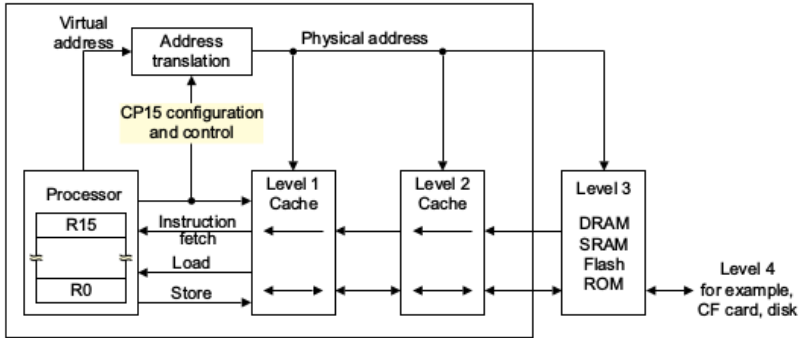 Virtual
address
Address
translation
Physical address
CP15 configuration
and control
Processor
R15
R0
Instruction
fetch
Load
Store
Level 1
Cache
Level 2
Cache
Level 3
DRAM
SRAM
Flash
ROM
Level 4
for example,
CF card, disk